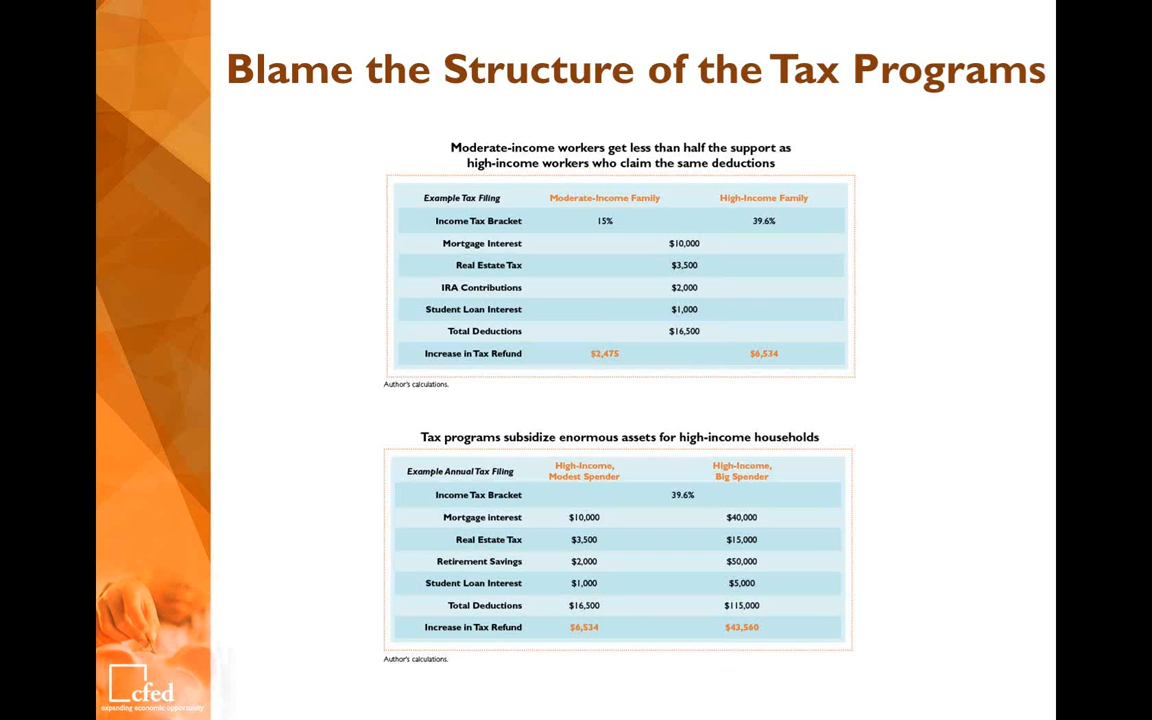 Blame the Structure of the Tax Programs
Moderate-income workers get less than half the support as
high-income workers who claim the same deductions
Example Tax Filing Moderate-Income Family High-Income Family
Income Tax Bracket 15% 39.6%
Mortgage Interest $10,000
Real Estate Tax $3,500
IRA Contributions $2,000
Student Loan Interest $1,000
Total Deductions $16,500
Increase in Tax Refund $2,475 $6,534
Author's calculations.
Tax programs subsidize enormous assets for high-income households
Example Annual Tax Filing High-Income, Modest Spender High-Income, Big Spender
Income Tax Bracket 39.6%
Mortgage interest $10,000 $40,000
Real Estate Tax $3,500 $15,000
Retirement Savings $2,000 $50,000
Student Loan Interest $1,000 $5,000
Total Deductions $16,500 $115,000
Increase in Tax Refund $6,534 $43,560
Author's calculations.
cfed
expanding economic opportunity